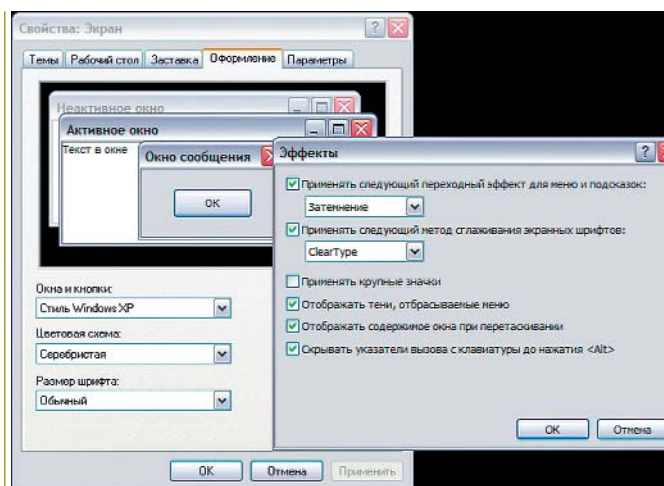 Свойства: Экран
Темы Рабочий стол Заставка Оформление Параметры
Неактивное окно
Активное окно
Текст в окне
Окно сообщения
OK
Окна и кнопки:
Стиль Windows XP
Цветовая схема:
Серебристая
Размер шрифта:
Обычный
OK Отмена Применить
Эффекты
Применять следующий переходный эффект для меню и подсказок:
Затемнение
Применять следующий метод сглаживания экранных шрифтов:
ClearType
Применять крупные значки
Отображать тени, отбрасываемые меню
Отображать содержимое окна при перетаскивании
Скрывать указатели вызова с клавиатуры до нажатия <Alt>
OK Отмена